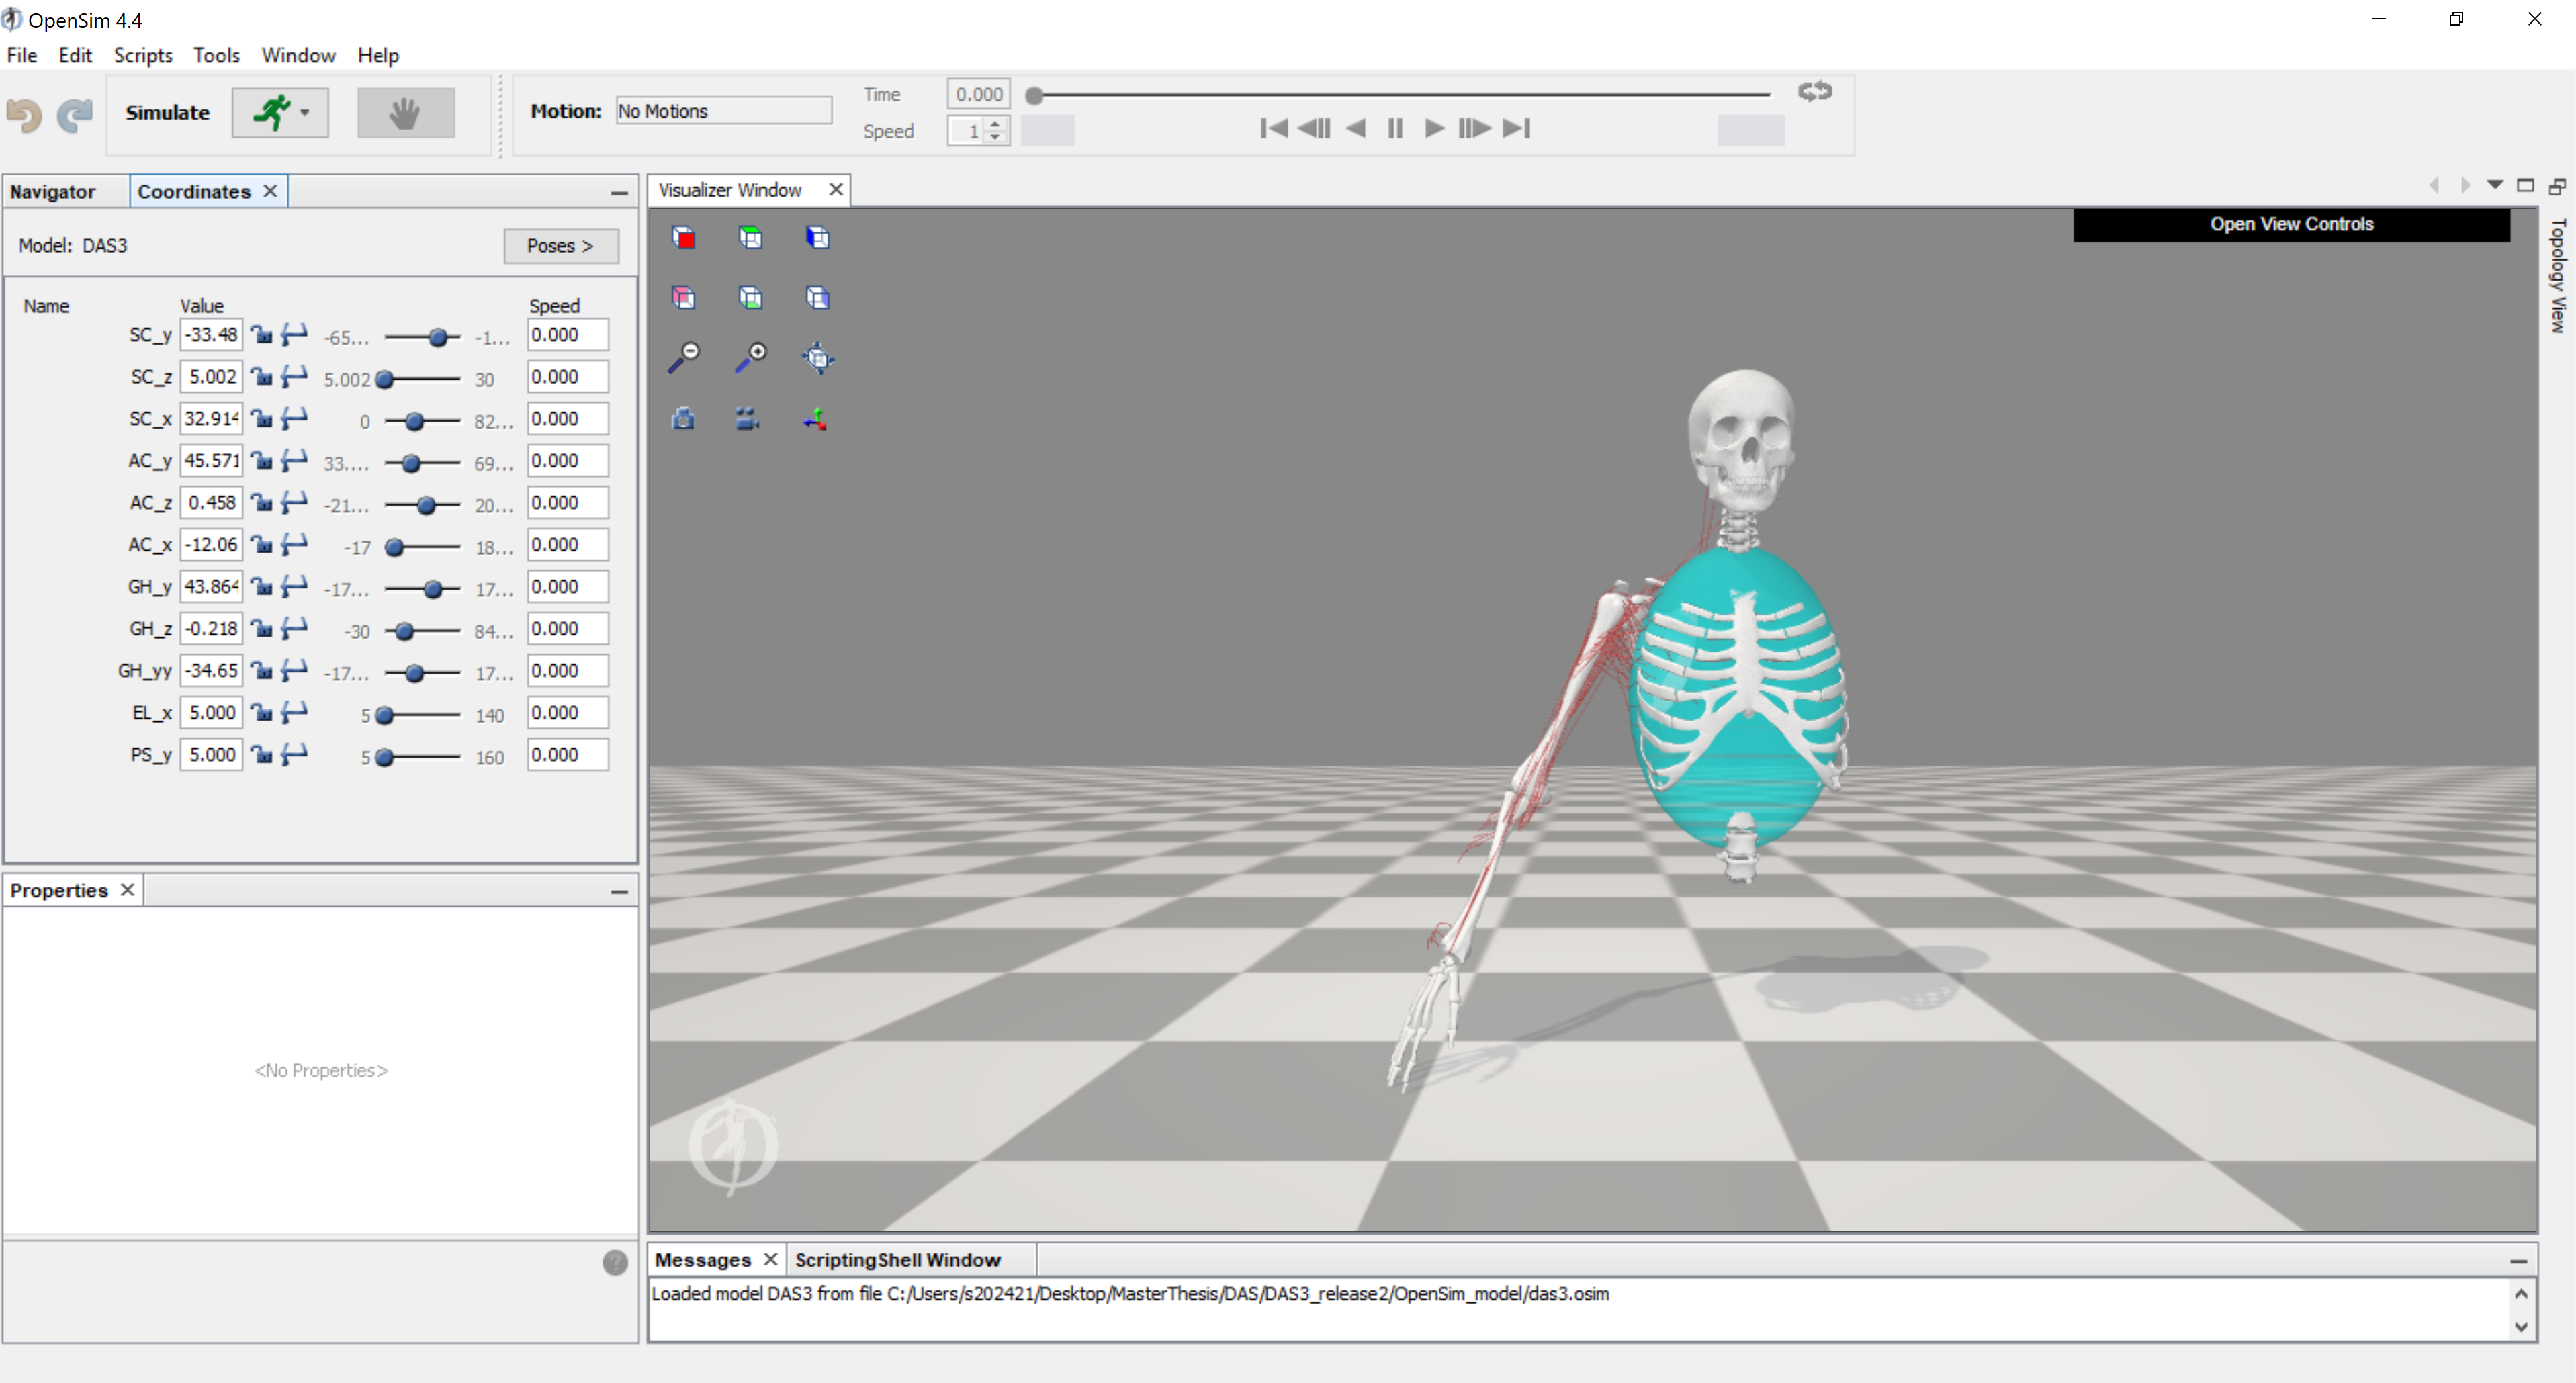 OpenSim 4.4
File Edit Scripts Tools Window Help
Simulate
Motion: No Motions
Time 0.000
Speed 1
Navigator Coordinates
Model: DAS3 Poses >
Name Value Speed
SC_y -33.48 -65... -1... 0.000
SC_z 5.002 5.002 30 0.000
SC_x 32.914 0 82... 0.000
AC_y 45.571 33.... 69... 0.000
AC_z 0.458 -21... 20... 0.000
AC_x -12.06 -17 18... 0.000
GH_y 43.864 -17... 17... 0.000
GH_z -0.218 -30 84... 0.000
GH_yy -34.65 -17... 17... 0.000
EL_x 5.000 5 140 0.000
PS_y 5.000 5 160 0.000
Properties
<No Properties>
Visualizer Window
Open View Controls
Topology View
Messages ScriptingShell Window
Loaded model DAS3 from file C:/Users/s202421/Desktop/MasterThesis/DAS/DAS3_release2/OpenSim_model/das3.osim